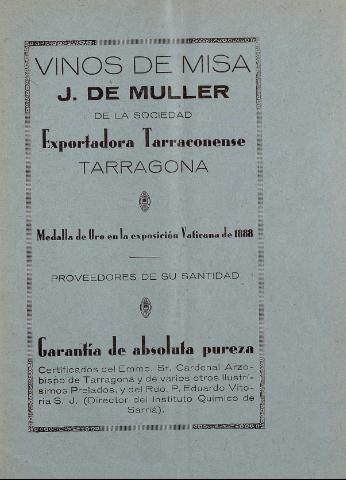 VINOS DE MISA
J. DE MULLER
DE LA SOCIEDAD
Exportadora Tarraconense
TARRAGONA
Medalla de Oro en la exposición Vaticana de 1888
PROVEEDORES DE SU SANTIDAD
Garantía de absoluta pureza
Certificados del Emmo. Sr. Cardenal Arzo-
bispo de Tarragona y de varios otros Ilustrí-
simos Prelados, y del Rdo. P. Eduardo Vito-
ria S. J. (Director del Instituto Químico de
Sarriá).